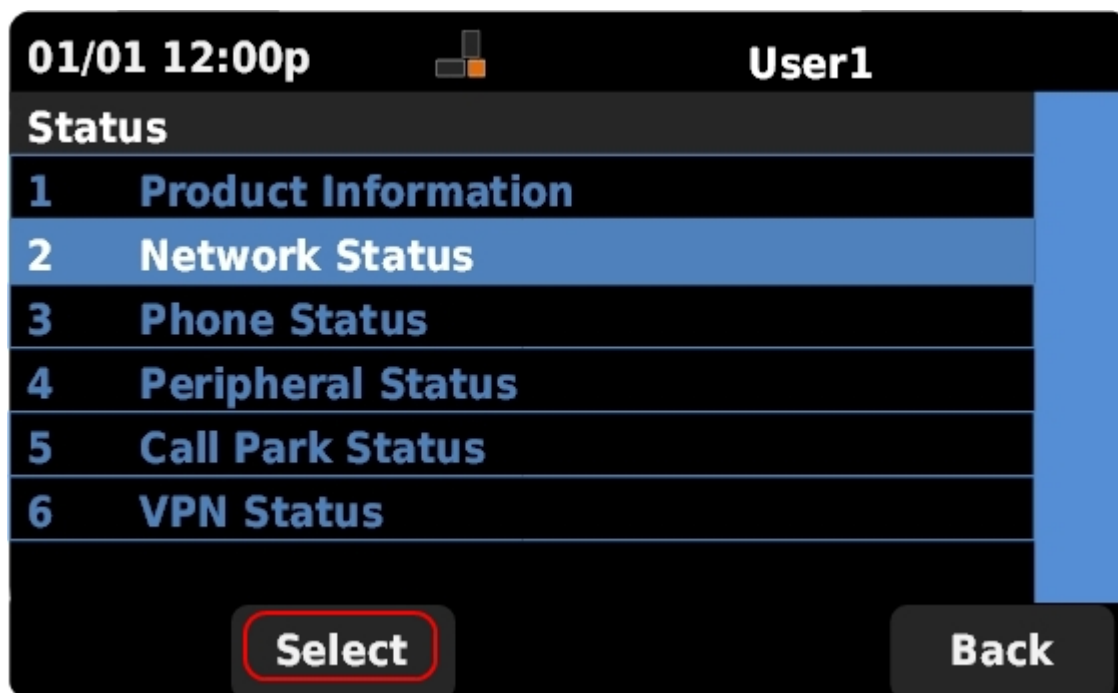 01/01 12:00p User1
Status
1 Product Information
2 Network Status
3 Phone Status
4 Peripheral Status
5 Call Park Status
6 VPN Status
Select Back